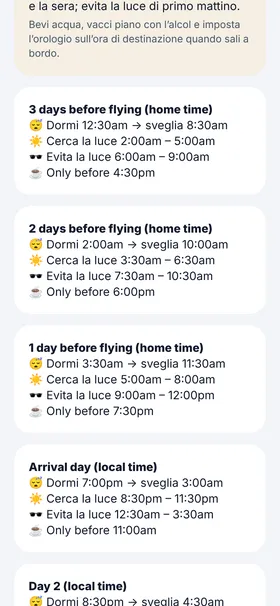 e la sera; evita la luce di primo mattino.
Bevi acqua, vacci piano con l'alcol e imposta
l'orologio sull'ora di destinazione quando sali a
bordo.
3 days before flying (home time)
😴 Dormi 12:30am → sveglia 8:30am
☀️ Cerca la luce 2:00am – 5:00am
🕶️ Evita la luce 6:00am – 9:00am
☕ Only before 4:30pm
2 days before flying (home time)
😴 Dormi 2:00am → sveglia 10:00am
☀️ Cerca la luce 3:30am – 6:30am
🕶️ Evita la luce 7:30am – 10:30am
☕ Only before 6:00pm
1 day before flying (home time)
😴 Dormi 3:30am → sveglia 11:30am
☀️ Cerca la luce 5:00am – 8:00am
🕶️ Evita la luce 9:00am – 12:00pm
☕ Only before 7:30pm
Arrival day (local time)
😴 Dormi 7:00pm → sveglia 3:00am
☀️ Cerca la luce 8:30pm – 11:30pm
🕶️ Evita la luce 12:30am – 3:30am
☕ Only before 11:00am
Day 2 (local time)
😴 Dormi 8:30pm → sveglia 4:30am